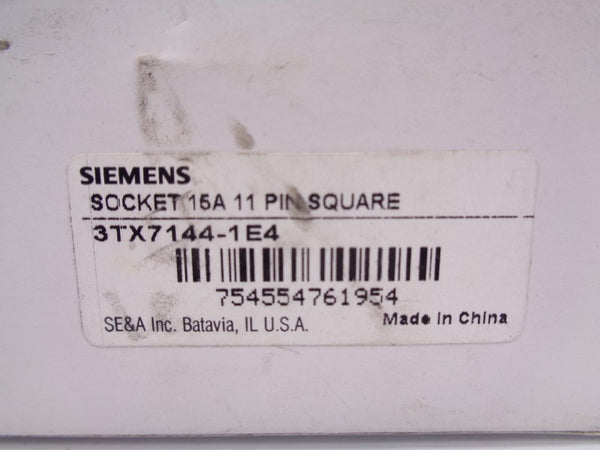 SIEMENS
SOCKET 15A 11 PIN SQUARE
3TX7144-1E4
754554761954
SE&A Inc. Batavia, IL U.S.A.
Made In China